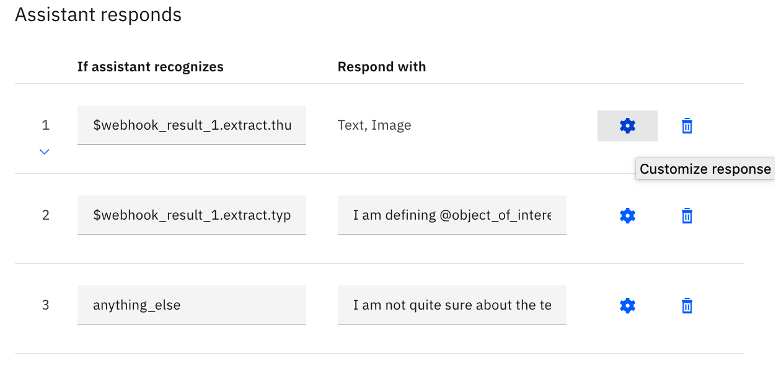 Assistant responds
If assistant recognizes Respond with
1 $webhook_result_1.extract.thu Text, Image
Customize response
2 $webhook_result_1.extract.typ I am defining @object_of_intere
3 anything_else I am not quite sure about the te